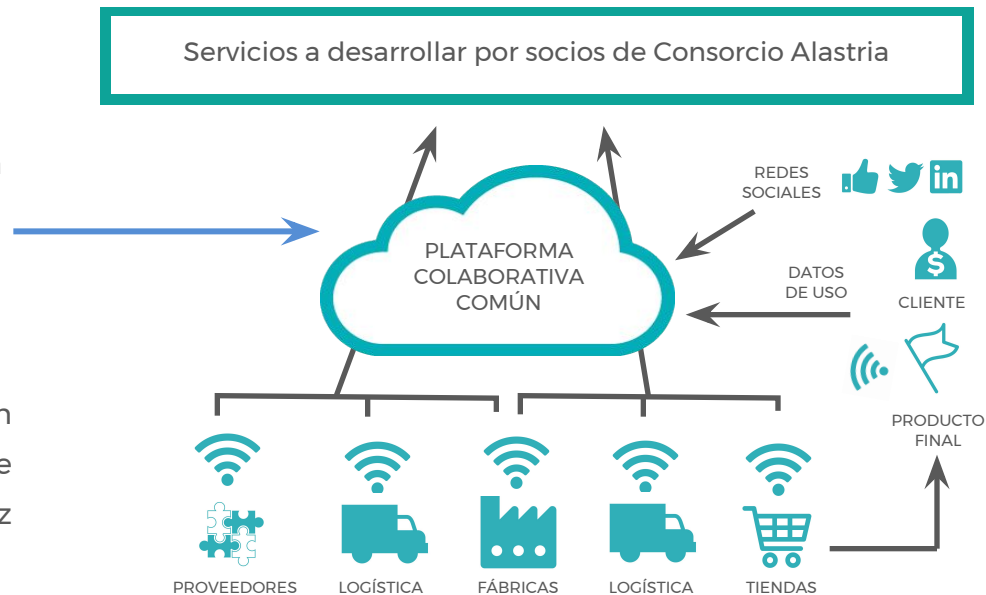 Servicios a desarrollar por socios de Consorcio Alastria
REDES
SOCIALES
in
PLATAFORMA
COLABORATIVA
COMÚN
DATOS
DE USO
$
CLIENTE
n
e
z
PRODUCTO
FINAL
PROVEEDORES
LOGÍSTICA
FÁBRICAS
LOGÍSTICA
TIENDAS